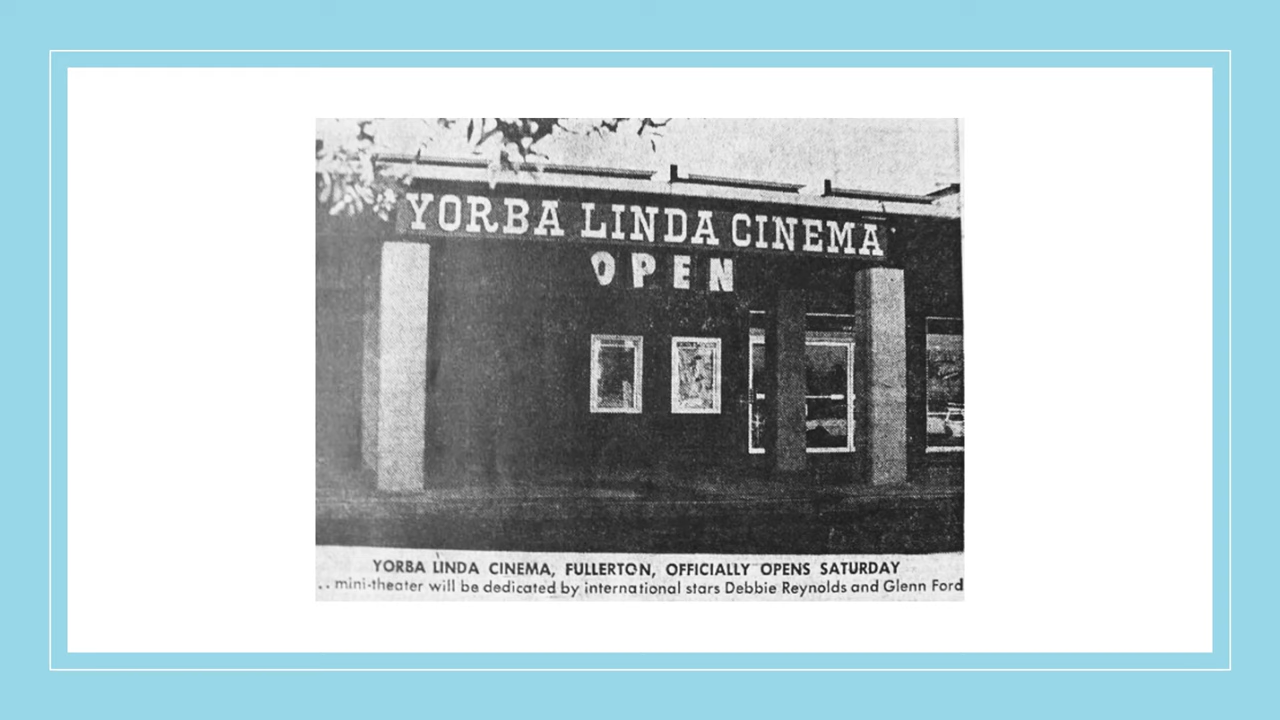 YORBA LINDA CINEMA
OPEN
YORBA LINDA CINEMA, FULLERTON, OFFICIALLY OPENS SATURDAY
.. mini-theater will be dedicated by international stars Debbie Reynolds and Glenn Ford